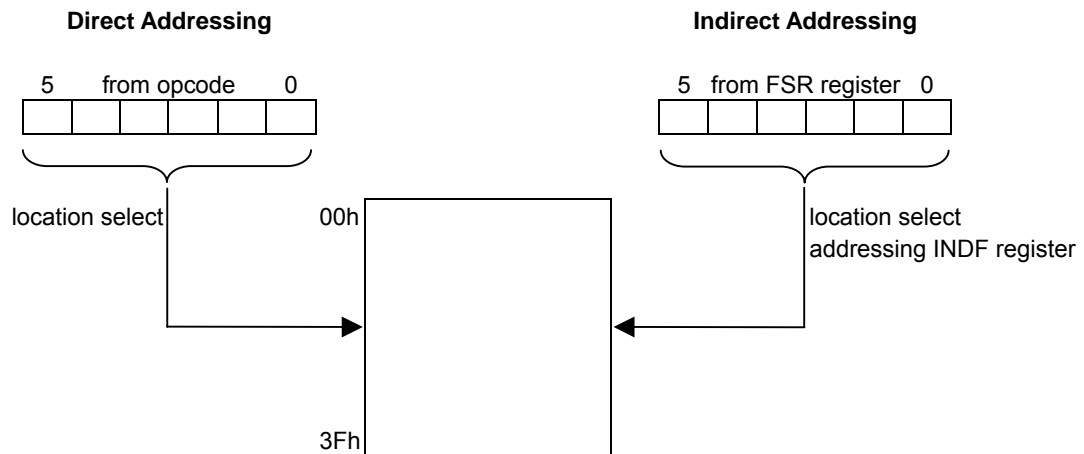 Direct Addressing
Indirect Addressing
5 from opcode 0
5 from FSR register 0
location select
00h
location select
addressing INDF register
3Fh